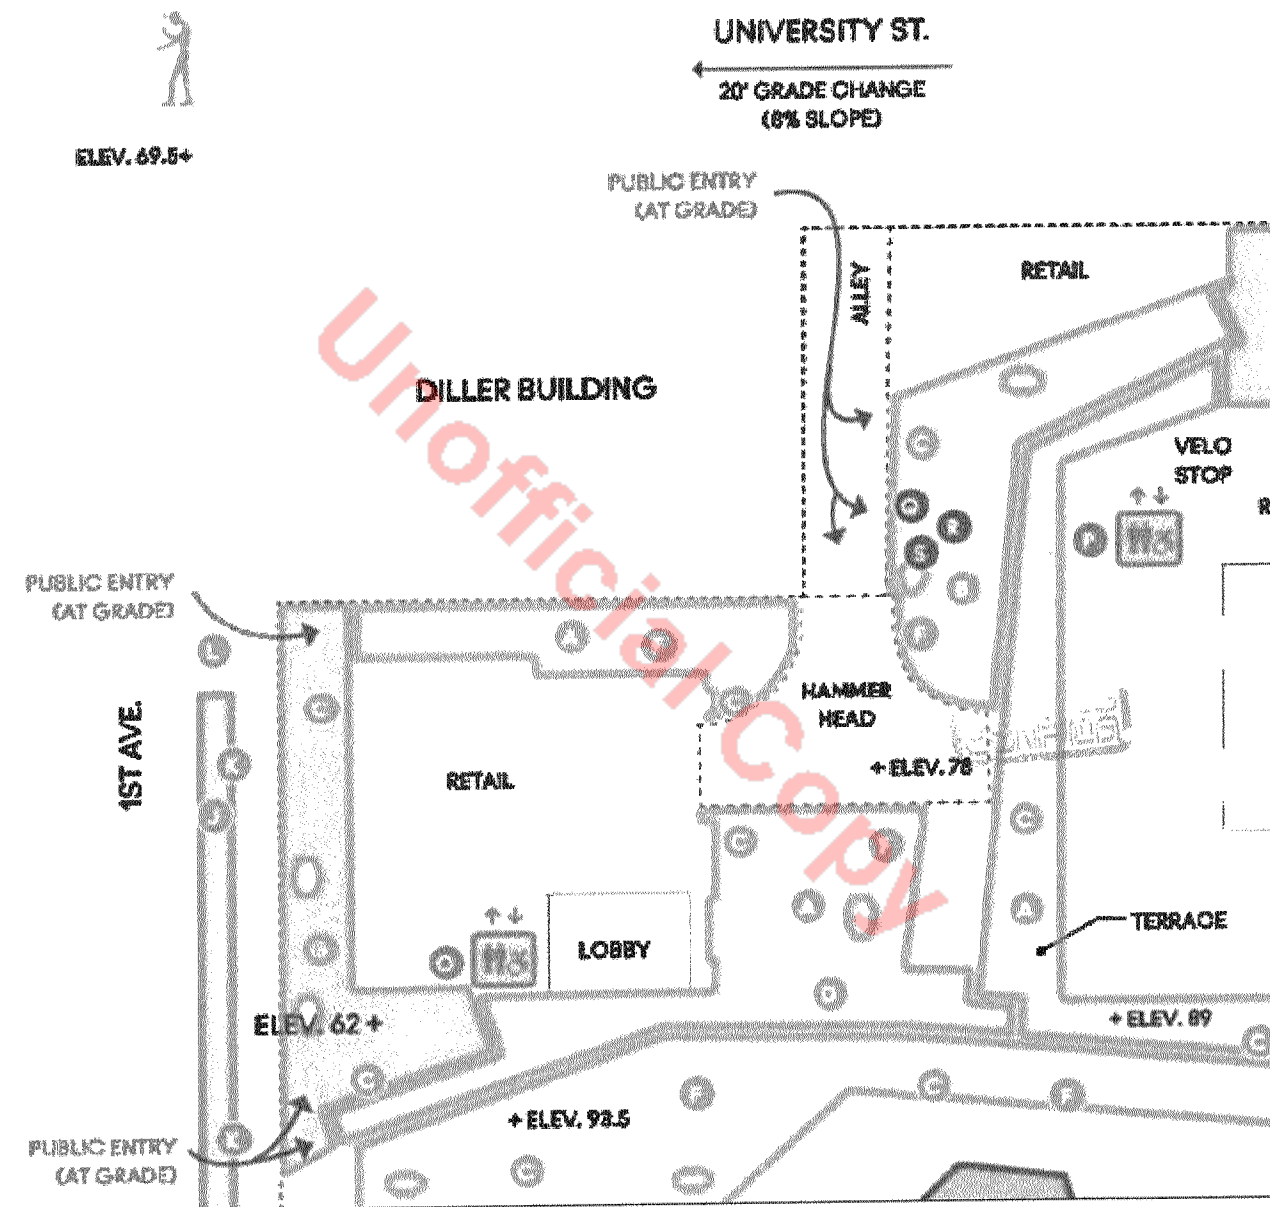 UNIVERSITY ST.
20' GRADE CHANGE
(8% SLOPE)
ELEV. 69.5+
PUBLIC ENTRY
(AT GRADE)
ALLEY
RETAIL
DILLER BUILDING
VELO
STOP
R
PUBLIC ENTRY
(AT GRADE)
HAMMER
HEAD
+ ELEV. 78
1ST AVE.
RETAIL
LOBBY
TERRACE
ELEV. 62 +
+ ELEV. 89
+ ELEV. 93.5
PUBLIC ENTRY
(AT GRADE)
Unofficial Copy